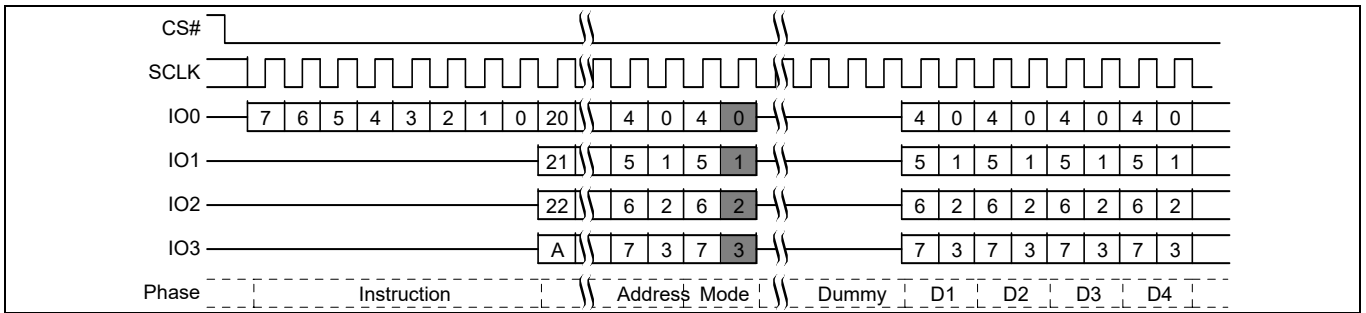 CS#
SCLK
IO0 7 6 5 4 3 2 1 0 20 4 0 4 0 4 0 4 0 4 0 4 0
IO1 21 5 1 5 1 5 1 5 1 5 1 5 1
IO2 22 6 2 6 2 6 2 6 2 6 2 6 2
IO3 A 7 3 7 3 7 3 7 3 7 3 7 3
Phase Instruction Address Mode Dummy D1 D2 D3 D4